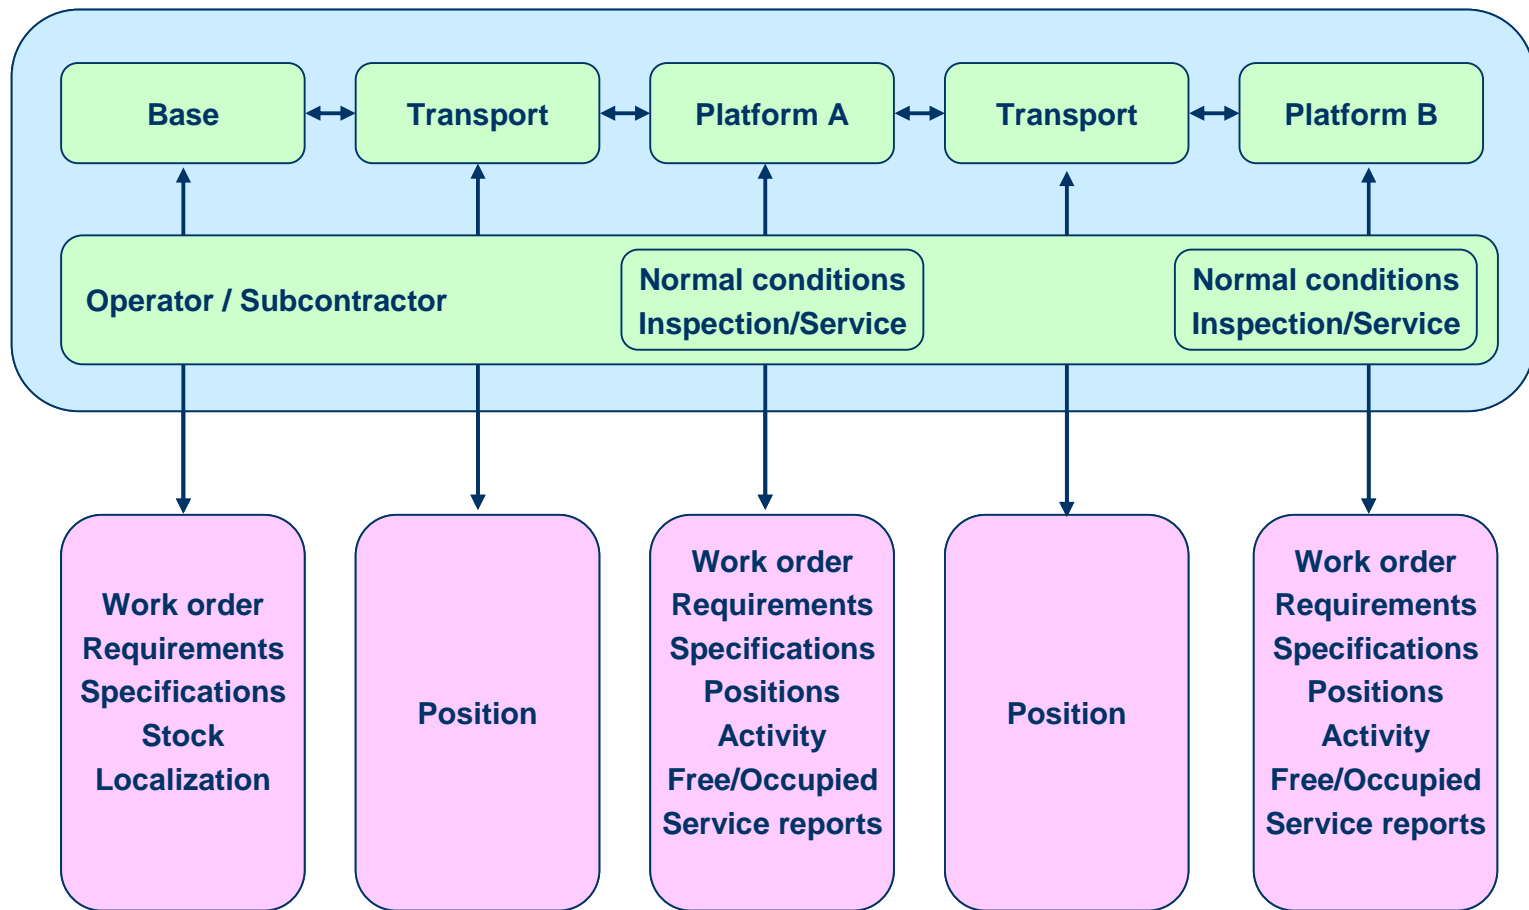 Base
Transport
Platform A
Transport
Platform B
Operator / Subcontractor
Normal conditions
Inspection/Service
Normal conditions
Inspection/Service
Work order
Requirements
Specifications
Stock
Localization
Position
Work order
Requirements
Specifications
Positions
Activity
Free/Occupied
Service reports
Position
Work order
Requirements
Specifications
Positions
Activity
Free/Occupied
Service reports